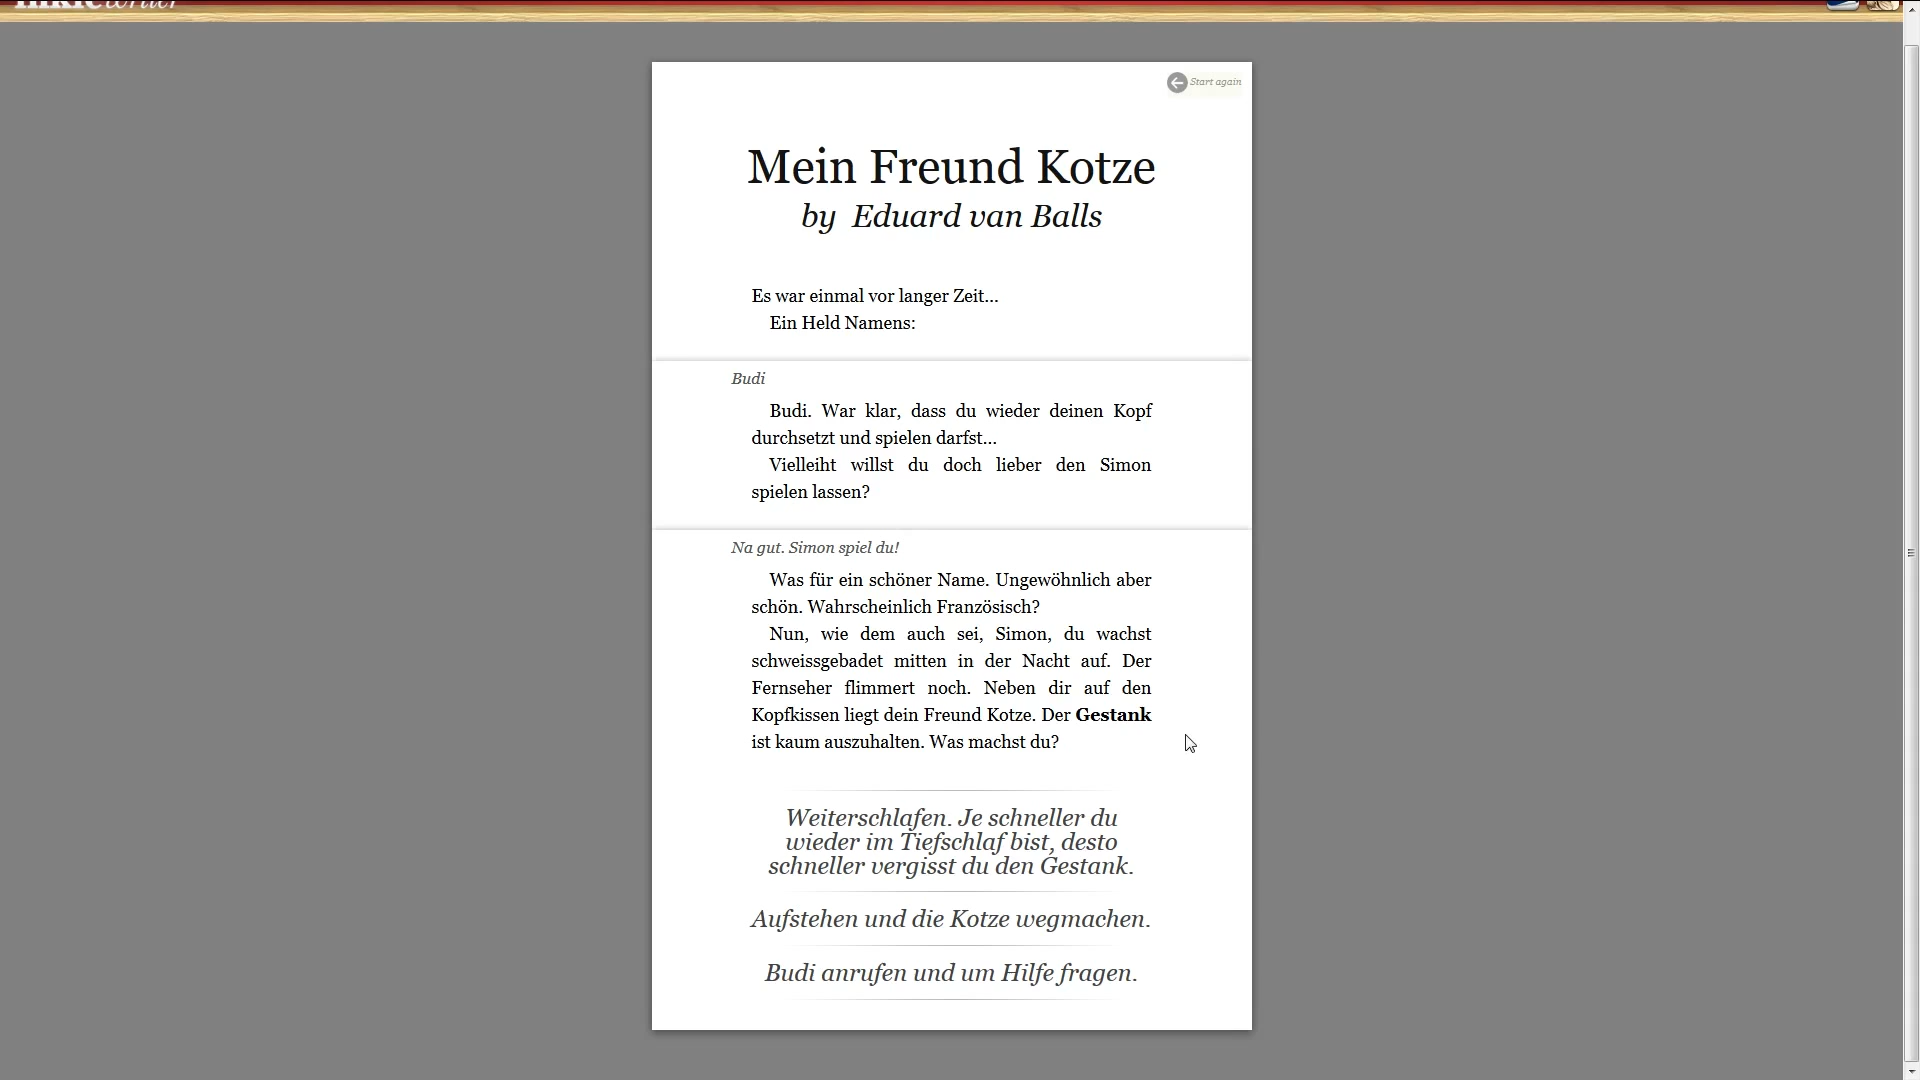 inklewriter
Start again
Mein Freund Kotze
by Eduard van Balls
Es war einmal vor langer Zeit...
Ein Held Namens:
Budi
Budi. War klar, dass du wieder deinen Kopf
durchsetzt und spielen darfst...
Vielleiht willst du doch lieber den Simon
spielen lassen?
Na gut. Simon spiel du!
Was für ein schöner Name. Ungewöhnlich aber
schön. Wahrscheinlich Französisch?
Nun, wie dem auch sei, Simon, du wachst
schweissgebadet mitten in der Nacht auf. Der
Fernseher flimmert noch. Neben dir auf den
Kopfkissen liegt dein Freund Kotze. Der Gestank
ist kaum auszuhalten. Was machst du?
Weiterschlafen. Je schneller du
wieder im Tiefschlaf bist, desto
schneller vergisst du den Gestank.
Aufstehen und die Kotze wegmachen.
Budi anrufen und um Hilfe fragen.